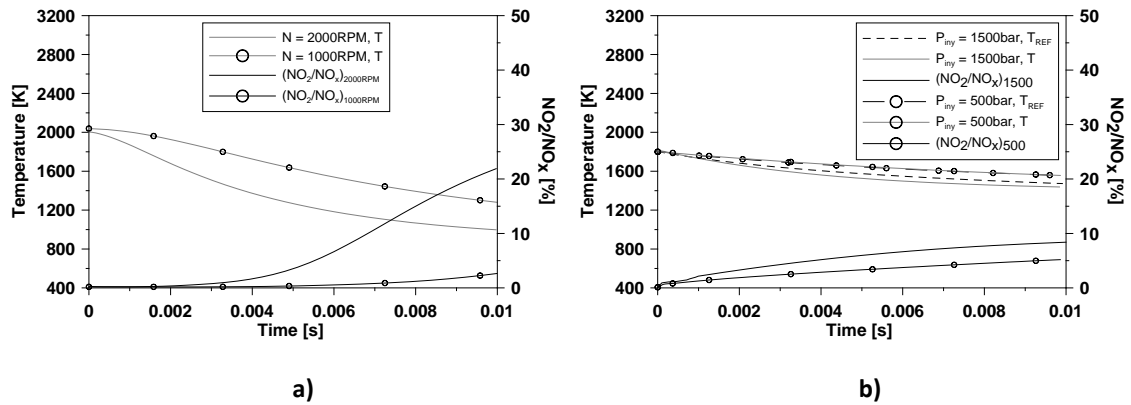 3200
2800
2400
2000
1600
1200
800
400
Temperature [K]
N = 2000RPM, T
N = 1000RPM, T
(NO2/NOx)2000RPM
(NO2/NOx)1000RPM
50
40
30
20
10
0
NO2/NOx [%]
0 0.002 0.004 0.006 0.008 0.01
Time [s]
a)
3200
2800
2400
2000
1600
1200
800
400
Temperature [K]
Piny = 1500bar, TREF
Piny = 1500bar, T
(NO2/NOx)1500
Piny = 500bar, TREF
Piny = 500bar, T
(NO2/NOx)500
50
40
30
20
10
0
NO2/NOx [%]
0 0.002 0.004 0.006 0.008 0.01
Time [s]
b)